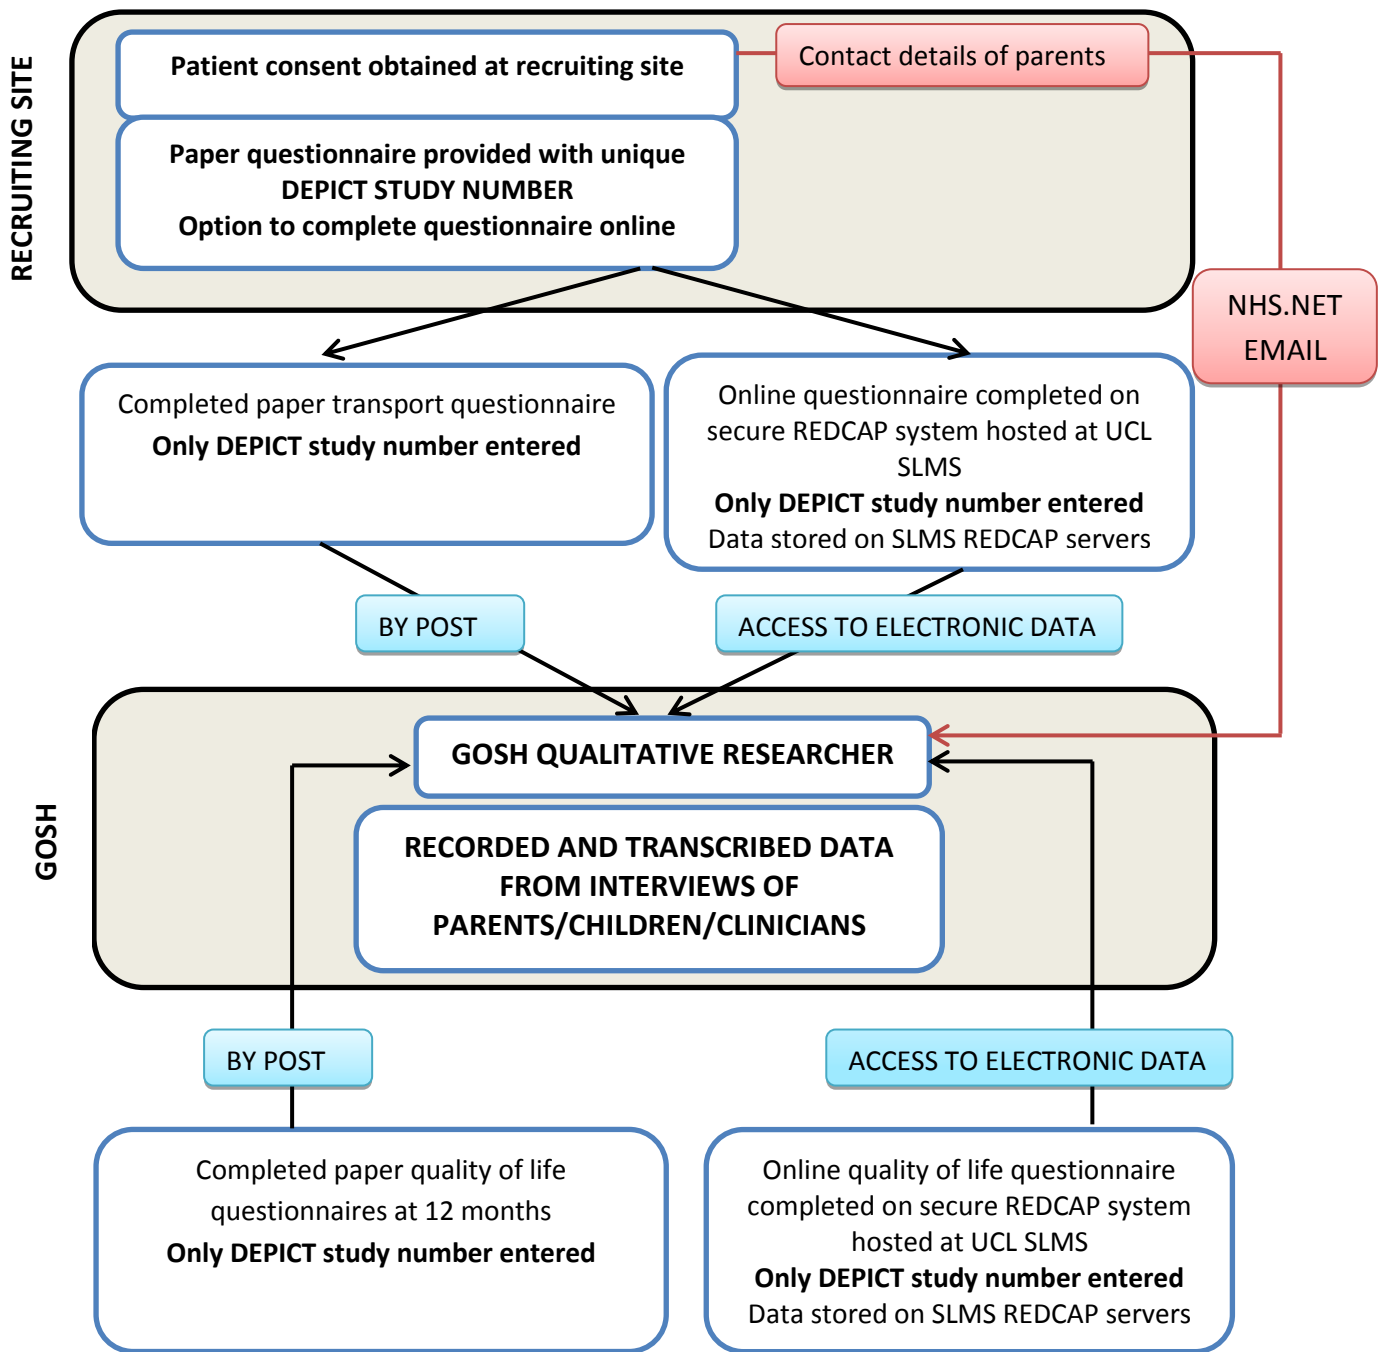 RECRUITING SITE
Patient consent obtained at recruiting site
Contact details of parents
Paper questionnaire provided with unique
DEPICT STUDY NUMBER
Option to complete questionnaire online
NHS.NET
EMAIL
Completed paper transport questionnaire
Only DEPICT study number entered
Online questionnaire completed on
secure REDCAP system hosted at UCL
SLMS
Only DEPICT study number entered
Data stored on SLMS REDCAP servers
BY POST
ACCESS TO ELECTRONIC DATA
GOSH
GOSH QUALITATIVE RESEARCHER
RECORDED AND TRANSCRIBED DATA
FROM INTERVIEWS OF
PARENTS/CHILDREN/CLINICIANS
BY POST
ACCESS TO ELECTRONIC DATA
Completed paper quality of life
questionnaires at 12 months
Only DEPICT study number entered
Online quality of life questionnaire
completed on secure REDCAP system
hosted at UCL SLMS
Only DEPICT study number entered
Data stored on SLMS REDCAP servers